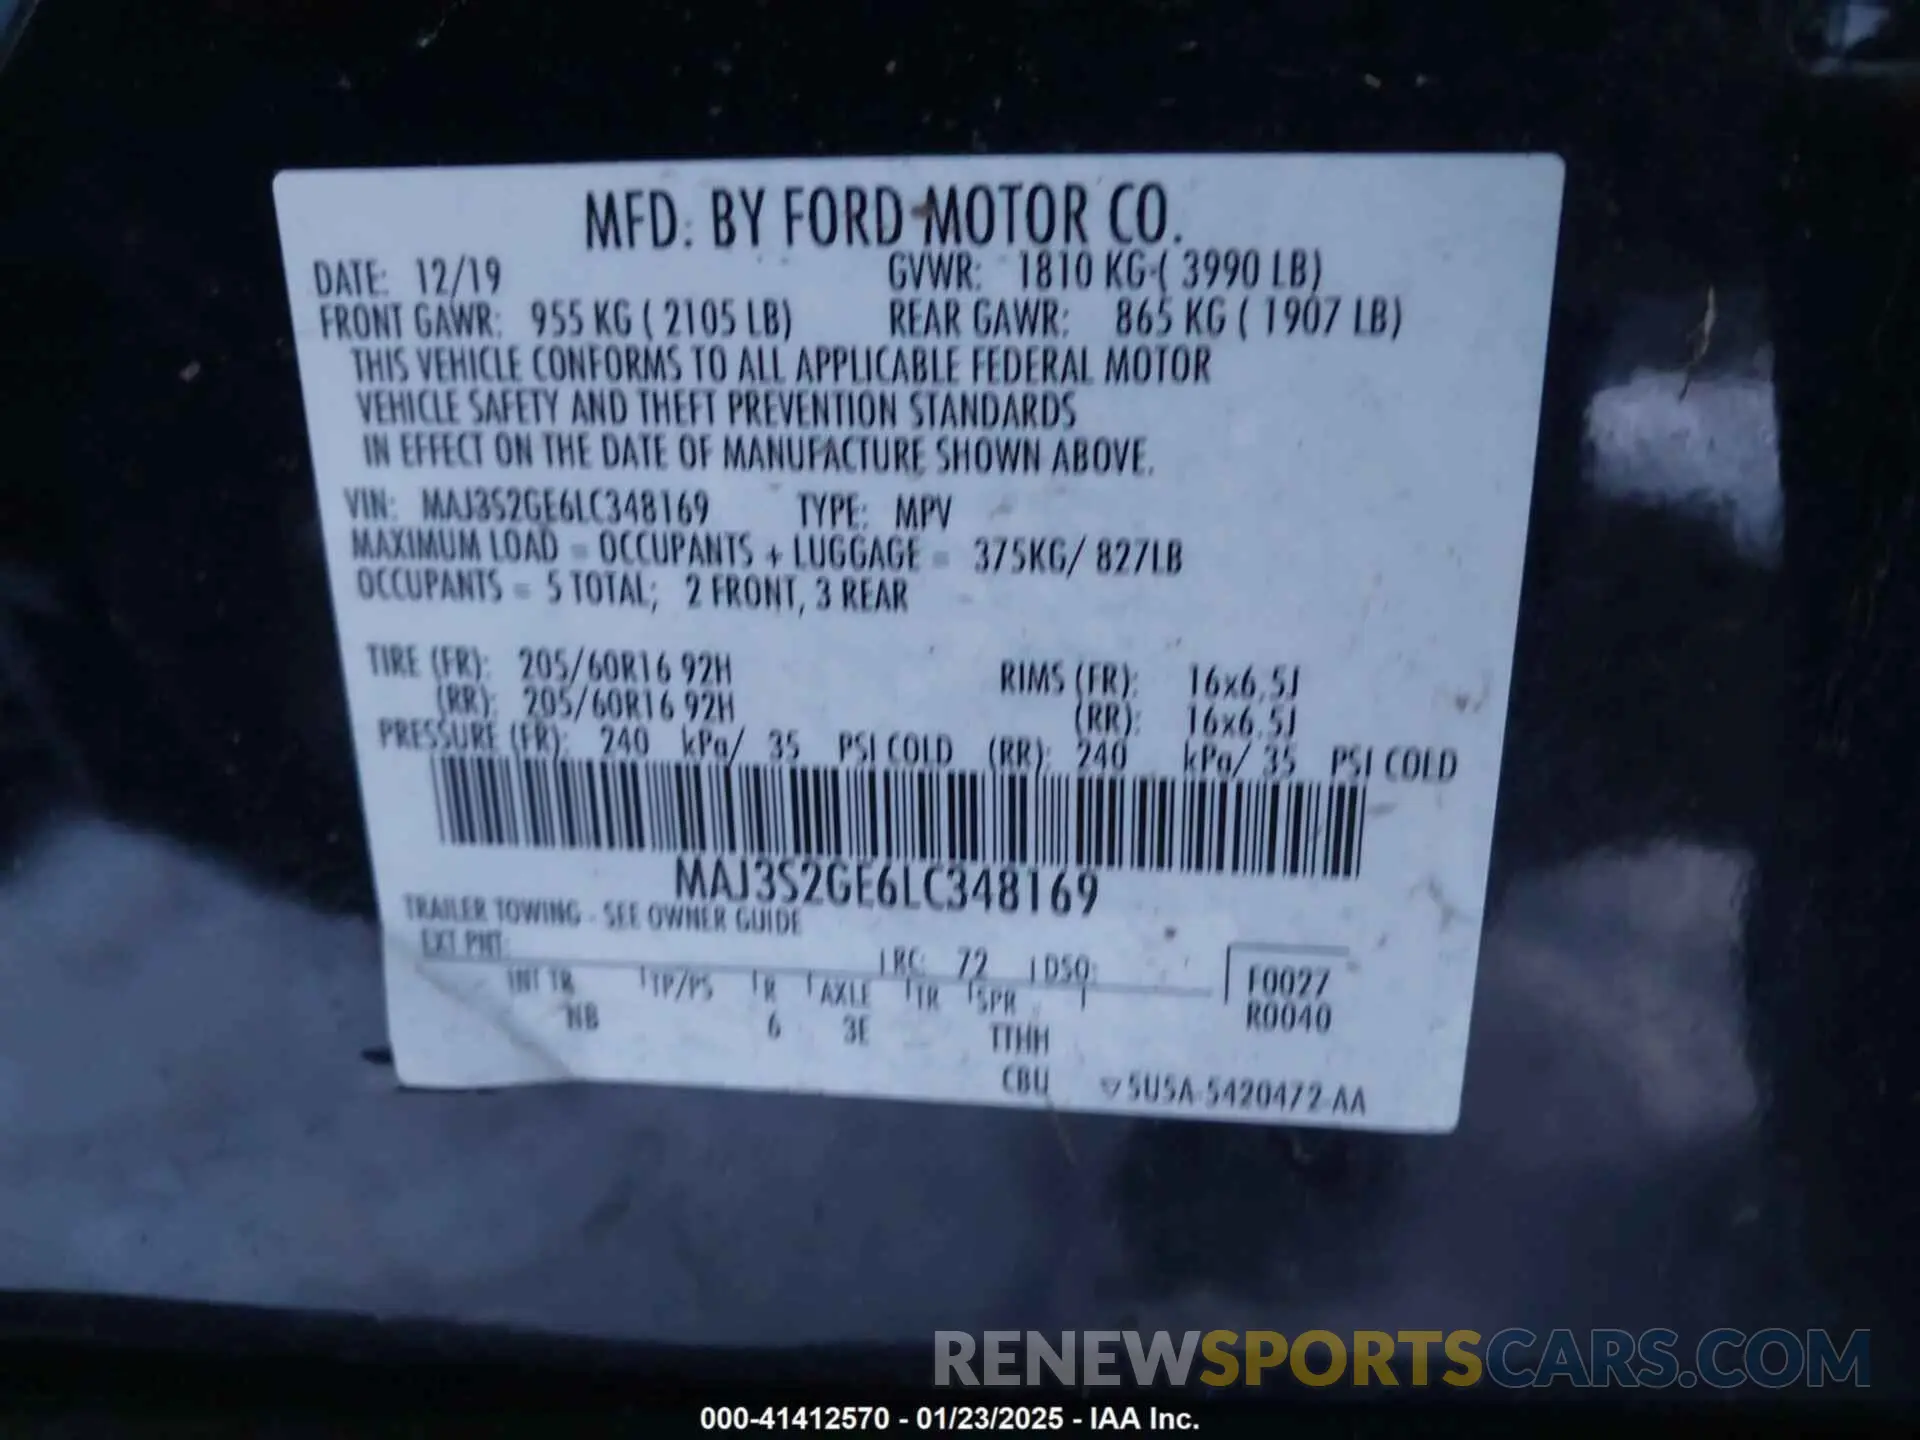 MFD. BY FORD MOTOR CO.
DATE: 12/19 GVWR: 1810 KG ( 3990 LB)
FRONT GAWR: 955 KG ( 2105 LB) REAR GAWR: 865 KG ( 1907 LB)
THIS VEHICLE CONFORMS TO ALL APPLICABLE FEDERAL MOTOR
VEHICLE SAFETY AND THEFT PREVENTION STANDARDS
IN EFFECT ON THE DATE OF MANUFACTURE SHOWN ABOVE.
VIN: MAJ3S2GE6LC348169 TYPE: MPV
MAXIMUM LOAD = OCCUPANTS + LUGGAGE = 375KG/ 827LB
OCCUPANTS = 5 TOTAL; 2 FRONT, 3 REAR
TIRE (FR): 205/60R16 92H RIMS (FR): 16x6.5J
(RR): 205/60R16 92H (RR): 16x6.5J
PRESSURE (FR): 240 kPa/ 35 PSI COLD (RR): 240 kPa/ 35 PSI COLD
MAJ3S2GE6LC348169
TRAILER TOWING - SEE OWNER GUIDE
EXT PNT: RC: 72 DSO: F0027
INT TR TP/PS R AXLE TR SPR R0040
NB 6 3E TTHH
CBU 5U5A-5420472-AA
RENEWSPORTSCARS.COM
000-41412570 - 01/23/2025 - IAA Inc.